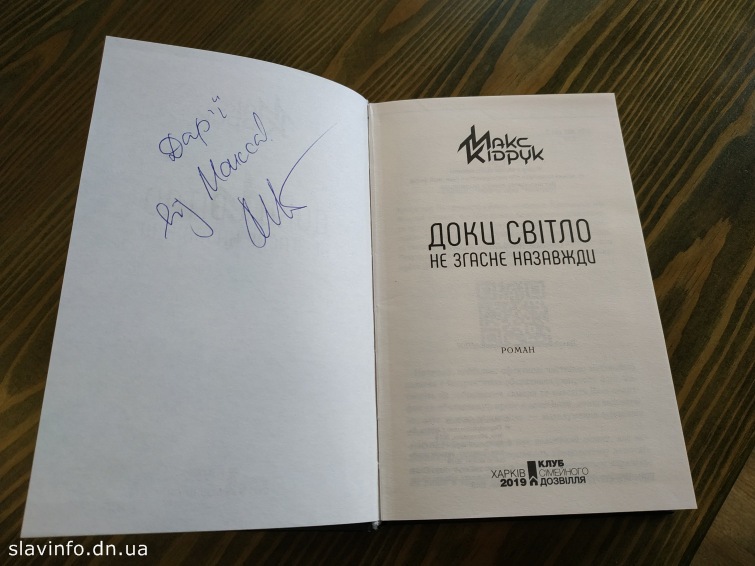 Дар'ї
від Макса!
Макс
Кідрук
ДОКИ СВІТЛО
НЕ ЗГАСНЕ НАЗАВЖДИ
РОМАН
ХАРКІВ
2019
КЛУБ
СІМЕЙНОГО
ДОЗВІЛЛЯ
slavinfo.dn.ua